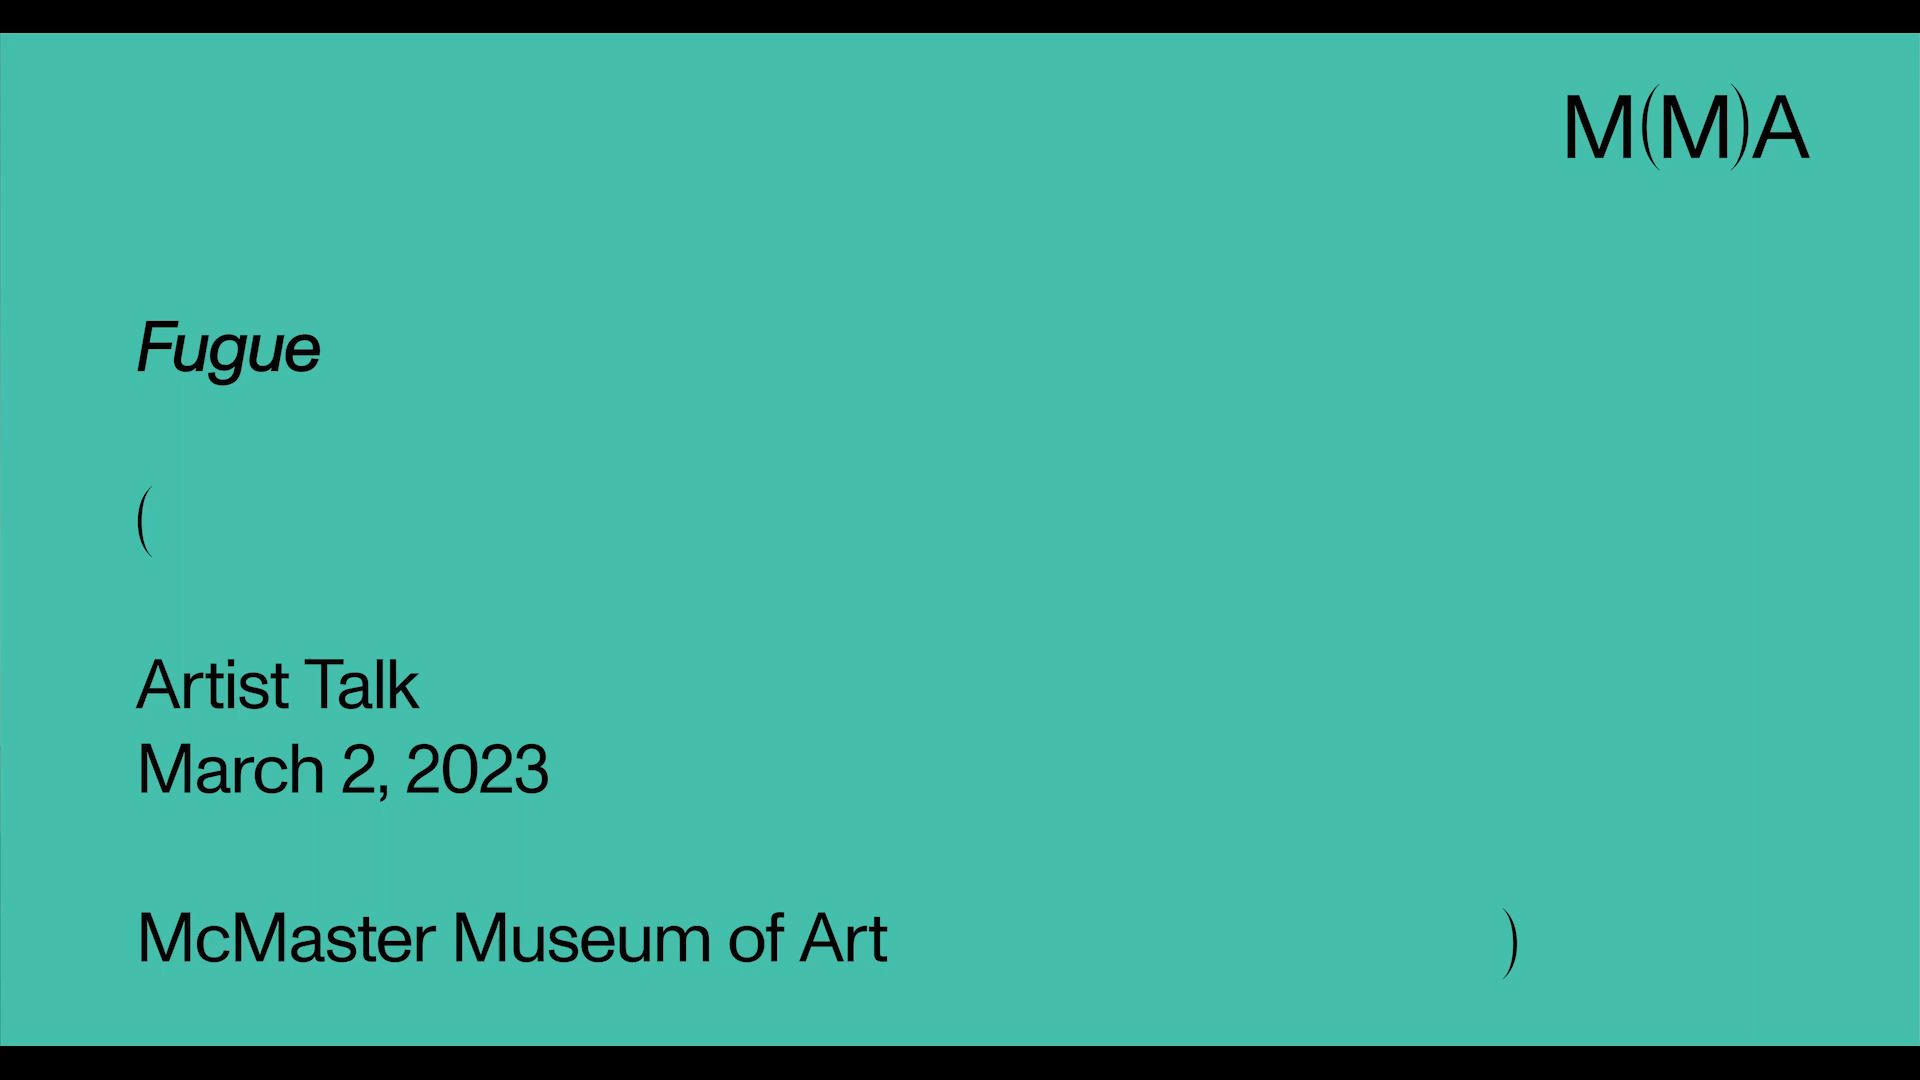 M(M)A
Fugue
(
Artist Talk
March 2, 2023
McMaster Museum of Art
)